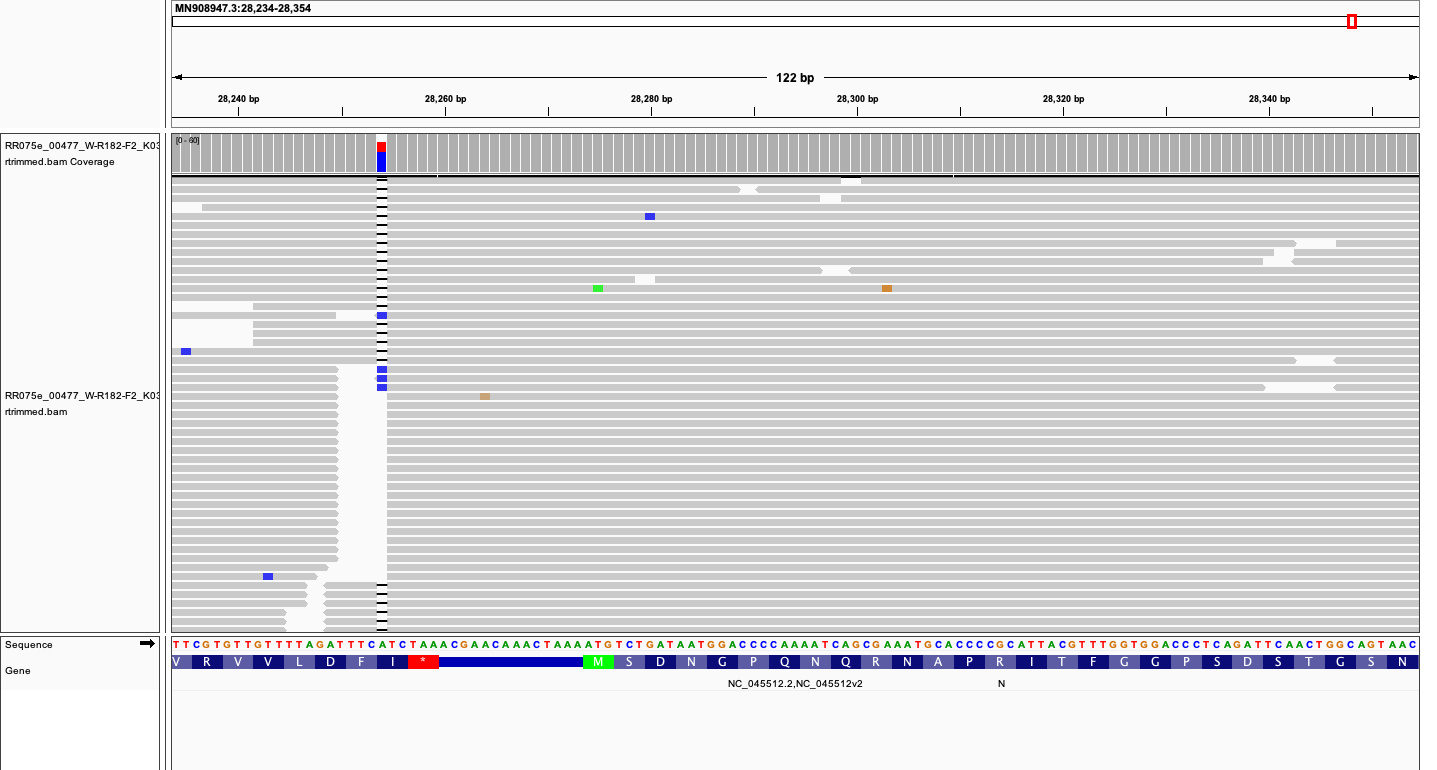 MN908947.3:28,234-28,354
122 bp
28,240 bp 28,260 bp 28,280 bp 28,300 bp 28,320 bp 28,340 bp
RR075e_00477_W-R182-F2_K03
rtrimmed.bam Coverage
[0 - 60]
RR075e_00477_W-R182-F2_K03
rtrimmed.bam
Sequence
TTCGTGTTGTTTTAGATTTCATCTAAACGAACAAACTAAAATGTCTGATAATGGACCCCAAAATCAGCGAAATGCACCCCGCATTACGTTTGGTGGACCCTCAGATTCAACTGGCAGTAAC
Gene
V R V V L D F I * M S D N G P Q N Q R N A P R I T F G G P S D S T G S N
NC_045512.2,NC_045512v2 N